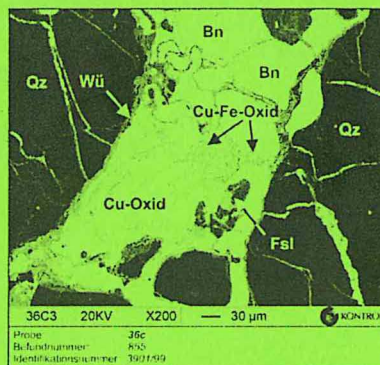 Bn
Qz
Wü
Bn
Cu-Fe-Oxid
Qz
Cu-Oxid
Fsl
36C3 20KV X200 30 µm KONTRO
Probe 36c
Befundnummer: 855
Identifikationsnummer 3901/99